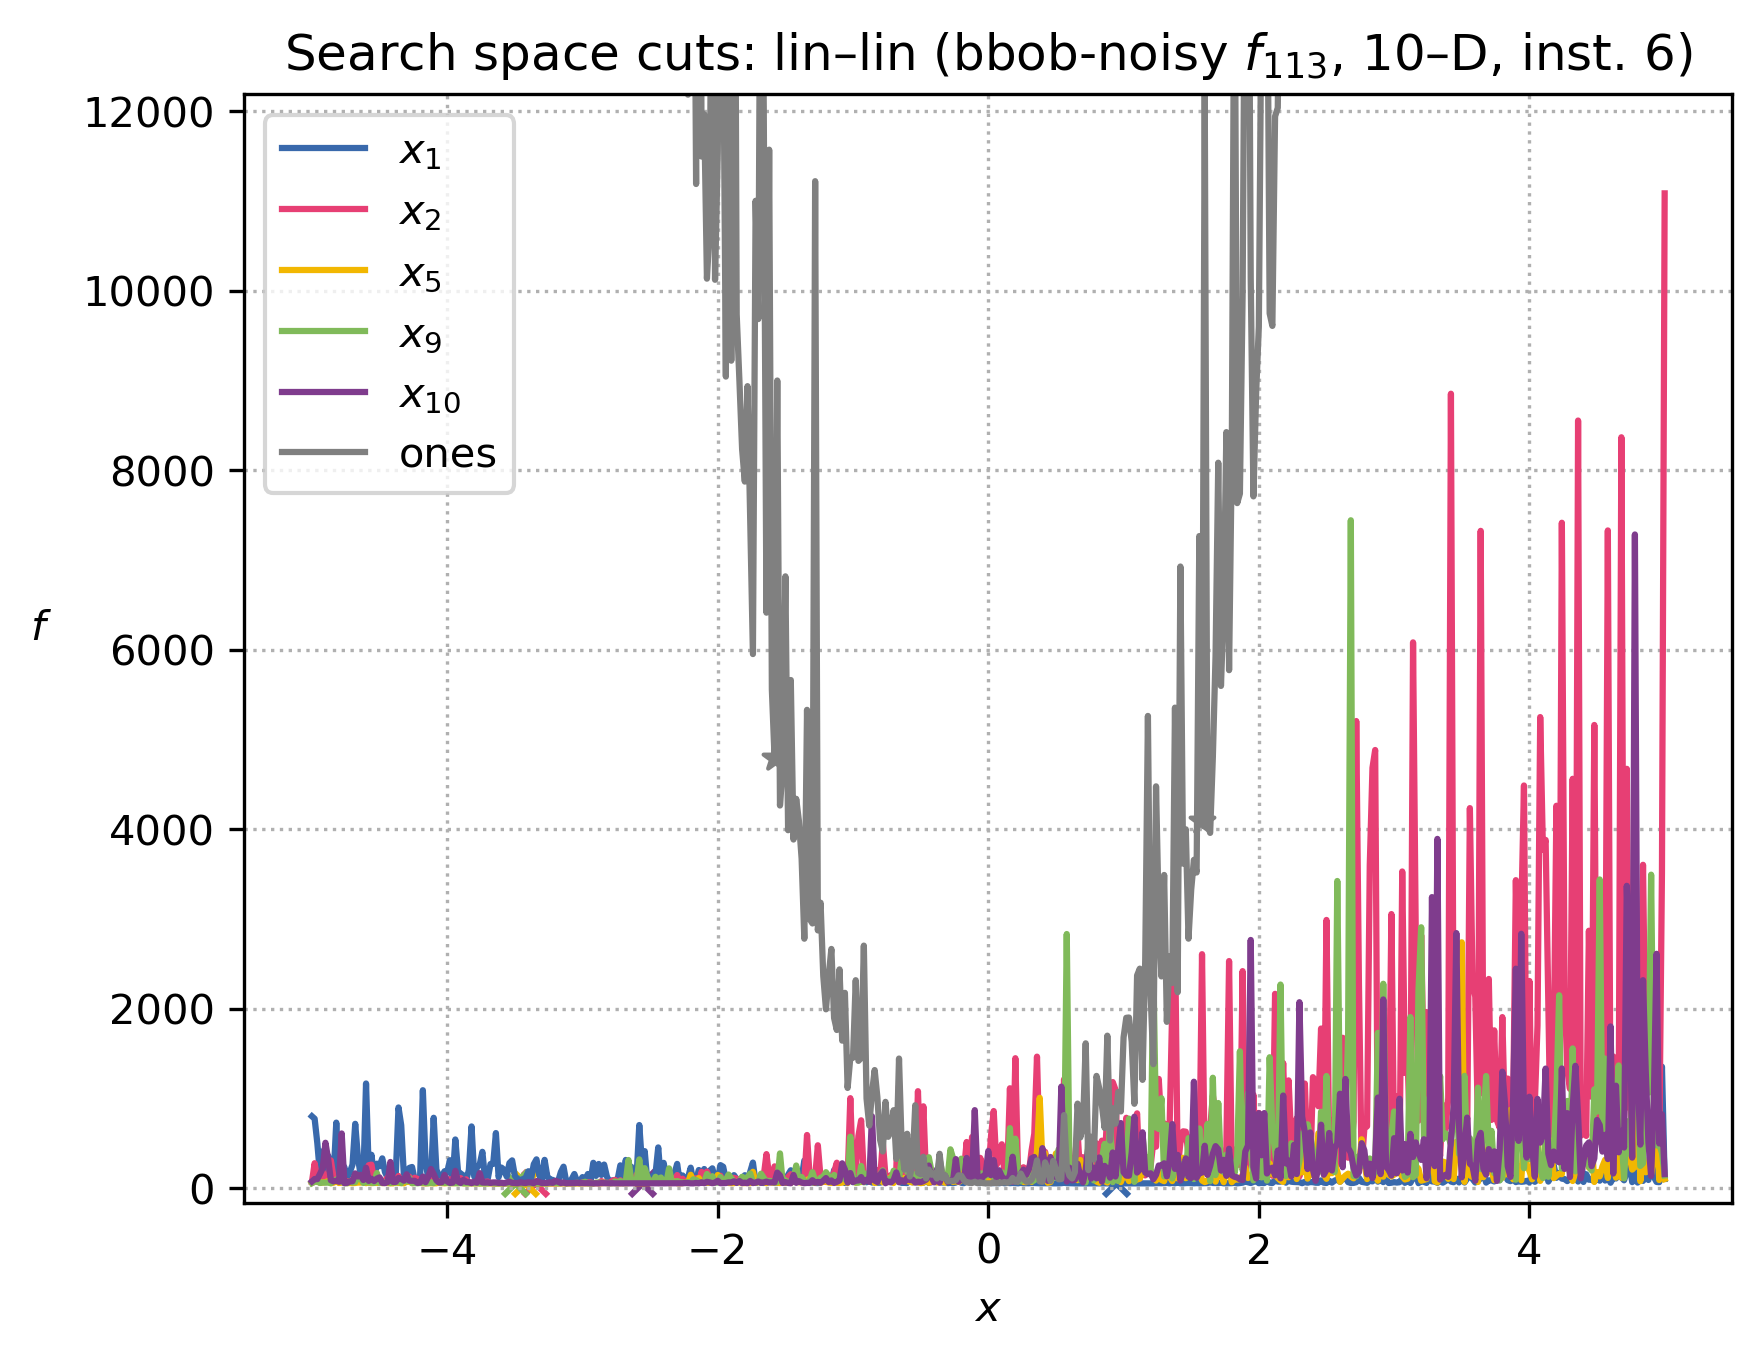 Search space cuts: lin–lin (bbob-noisy f₁₁₃, 10–D, inst. 6)
12000
10000
8000
6000
4000
2000
0
f
x₁
x₂
x₅
x₉
x₁₀
ones
−4 −2 0 2 4
x